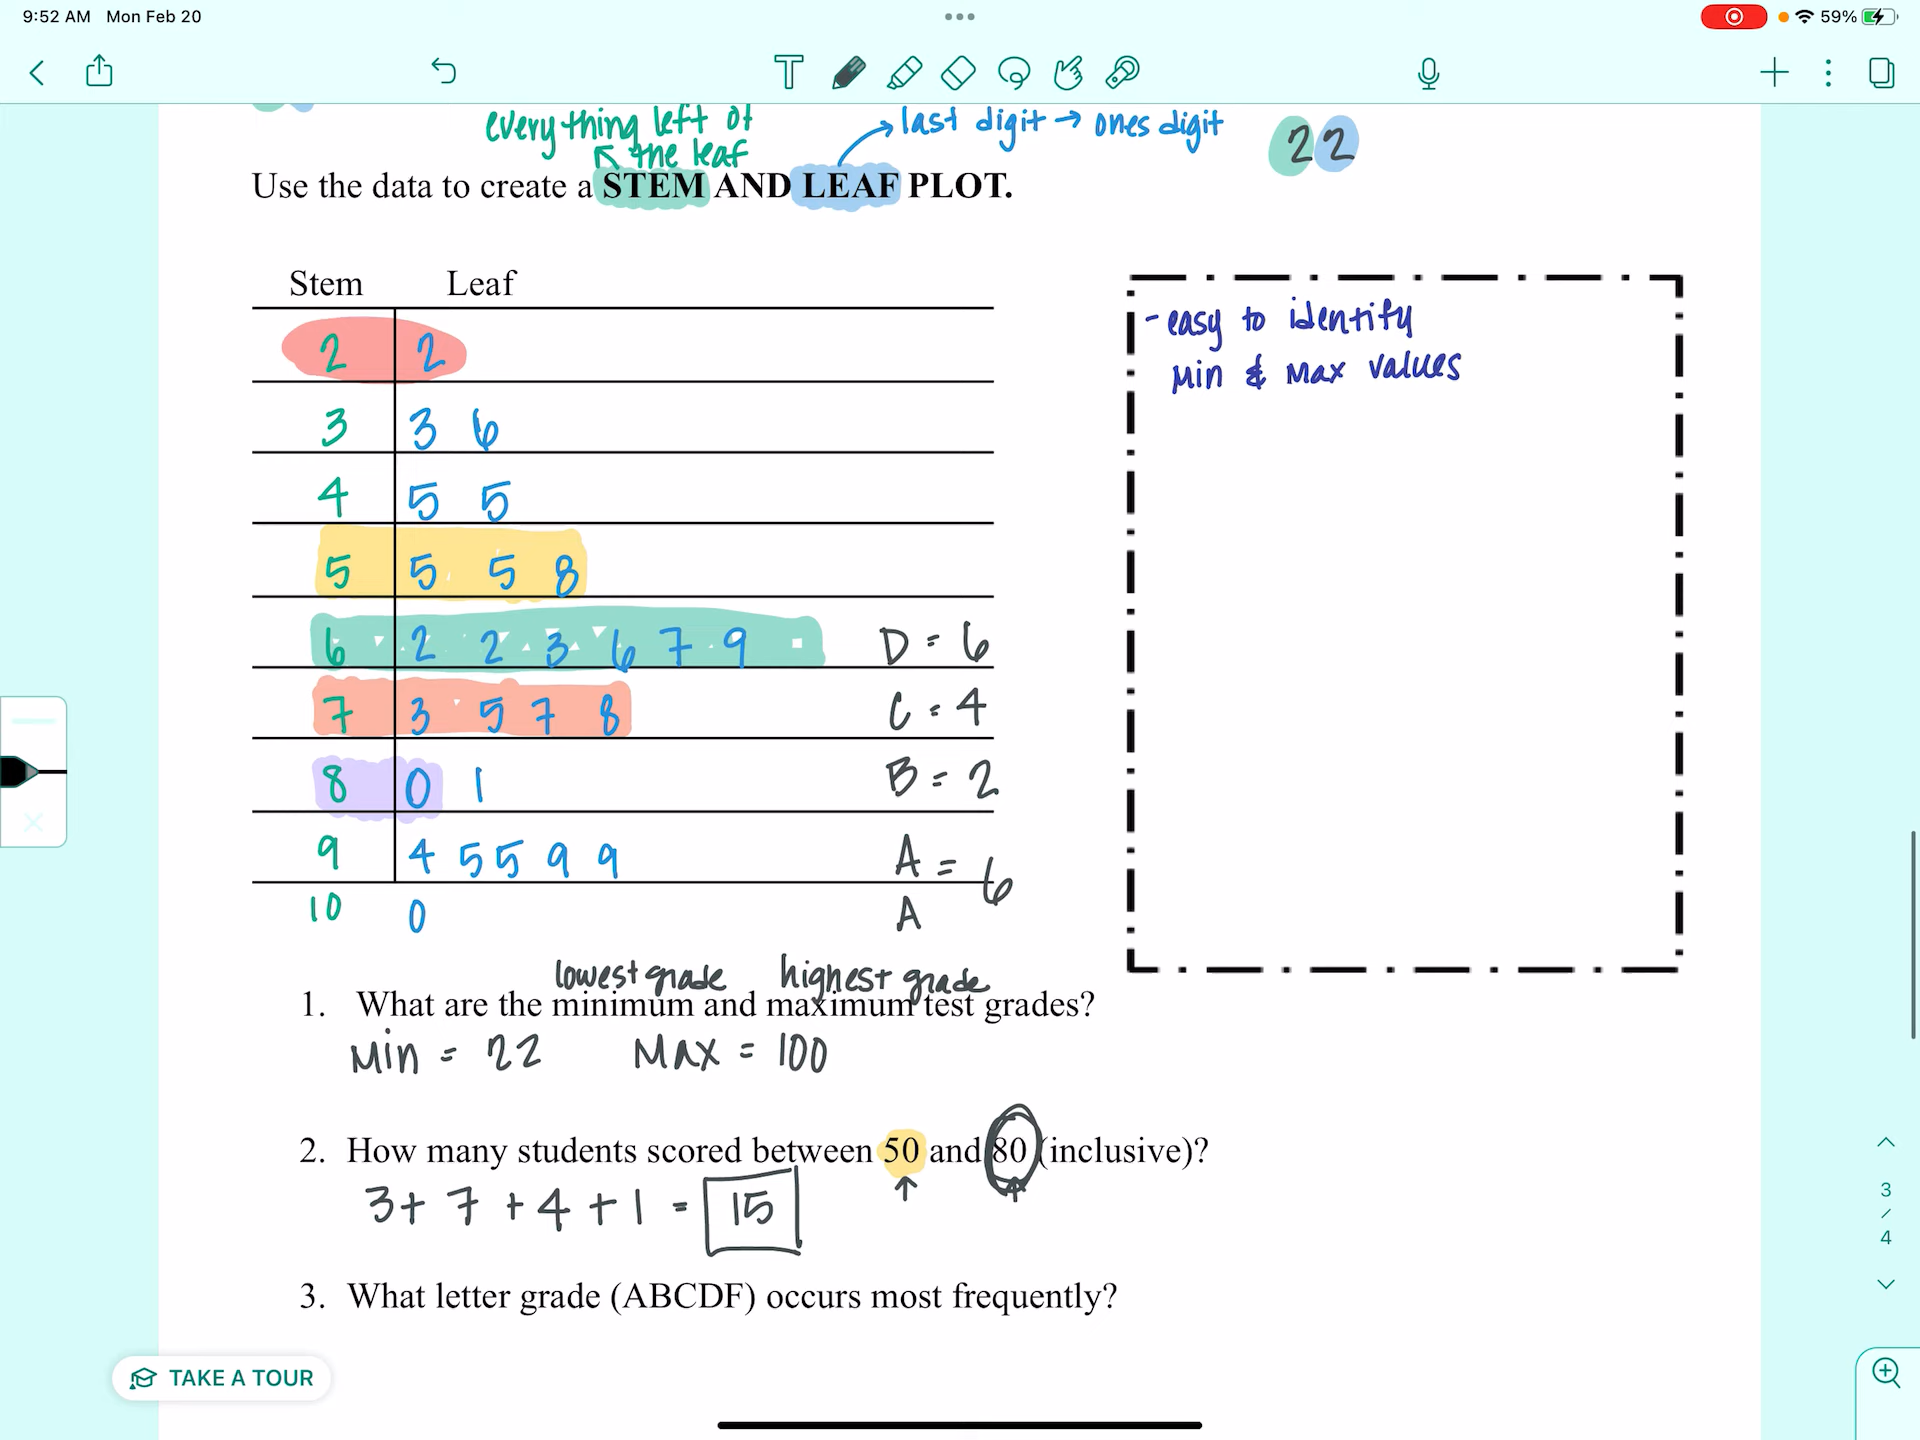 9:52 AM Mon Feb 20
59%
everything left of
the leaf
last digit → ones digit
22
Use the data to create a STEM AND LEAF PLOT.
Stem Leaf
2 2
3 3 6
4 5 5
5 5 5 8
6 2 2 3 6 7 9 D = 6
7 3 5 7 8 C = 4
8 0 1 B = 2
9 4 5 5 9 9 A = 6
10 0 A
- easy to identify
Min & Max values
lowest grade highest grade
1. What are the minimum and maximum test grades?
Min = 22 Max = 100
2. How many students scored between 50 and 80 (inclusive)?
3 + 7 + 4 + 1 = 15
3. What letter grade (ABCDF) occurs most frequently?
3
/
4
TAKE A TOUR